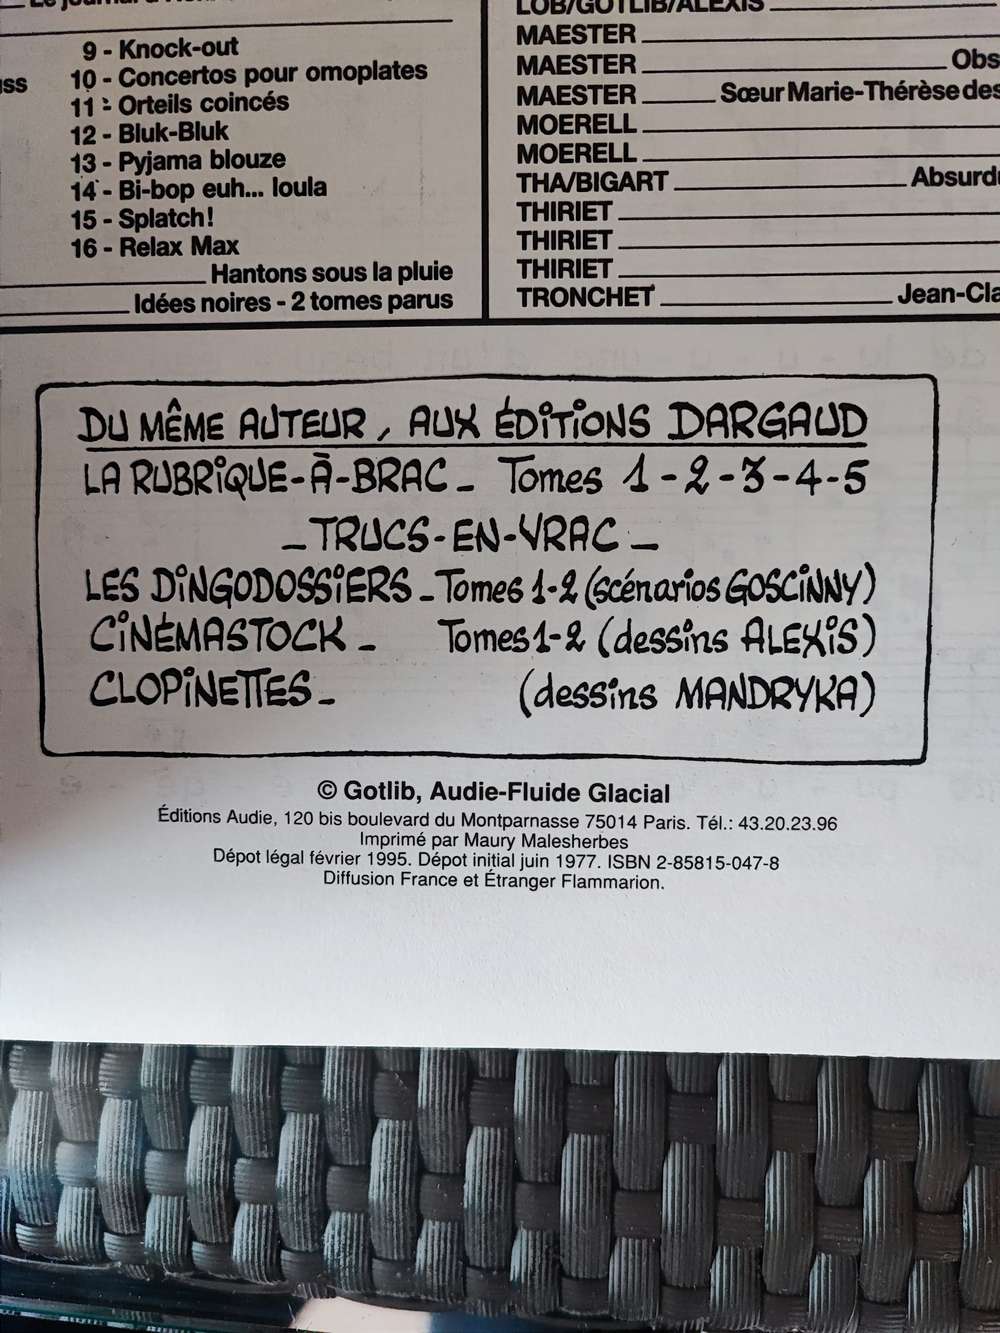 9 - Knock-out
10 - Concertos pour omoplates
11 - Orteils coincés
12 - Bluk-Bluk
13 - Pyjama blouze
14 - Bi-bop euh... loula
15 - Splatch!
16 - Relax Max
Hantons sous la pluie
Idées noires - 2 tomes parus
LOB/GOTLIB/ALEXIS
MAESTER
MAESTER Obs
MAESTER Sœur Marie-Thérèse des
MOERELL
MOERELL
THA/BIGART Absurd
THIRIET
THIRIET
THIRIET
TRONCHET Jean-Cla
DU MÊME AUTEUR, AUX ÉDITIONS DARGAUD
LA RUBRIQUE-À-BRAC - Tomes 1-2-3-4-5
- TRUCS-EN-VRAC -
LES DINGODOSSIERS - Tomes 1-2 (scénarios GOSCINNY)
CINÉMASTOCK - Tomes 1-2 (dessins ALEXIS)
CLOPINETTES - (dessins MANDRYKA)
© Gotlib, Audie-Fluide Glacial
Éditions Audie, 120 bis boulevard du Montparnasse 75014 Paris. Tél.: 43.20.23.96
Imprimé par Maury Malesherbes
Dépot légal février 1995. Dépot initial juin 1977. ISBN 2-85815-047-8
Diffusion France et Étranger Flammarion.